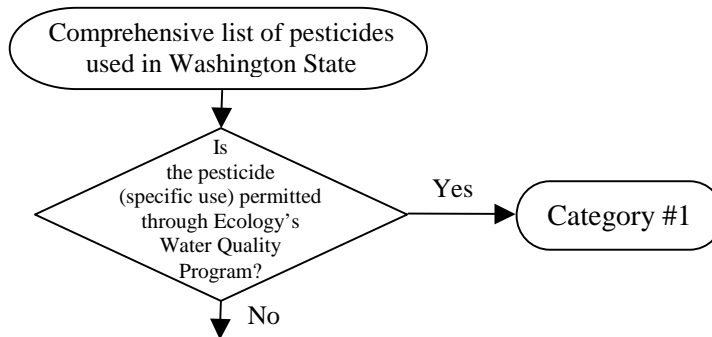 Comprehensive list of pesticides
used in Washington State
Is
the pesticide
(specific use) permitted
through Ecology's
Water Quality
Program?
Yes
Category #1
No